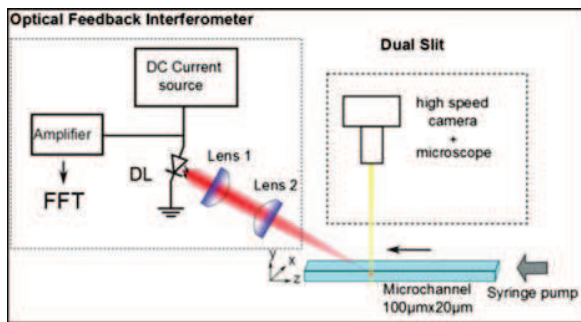 Optical Feedback Interferometer
Dual Slit
DC Current
source
high speed
camera
+
microscope
Amplifier
Lens 1
DL
Lens 2
FFT
y
x
z
Microchannel
100µmx20µm
Syringe pump